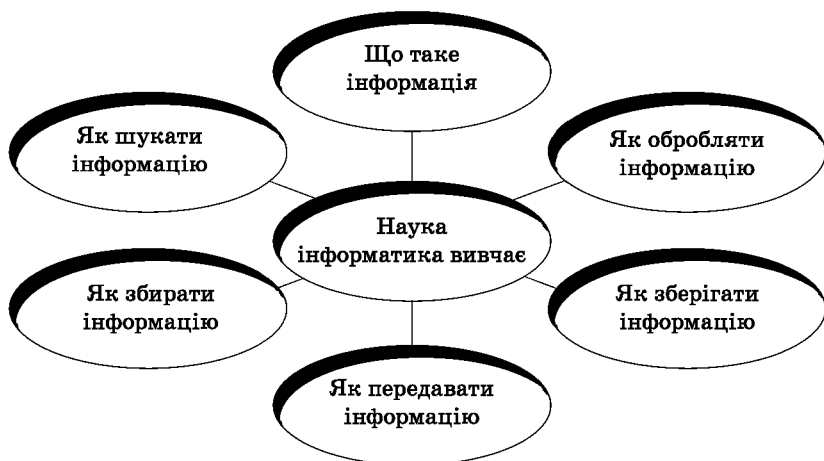 Що таке
інформація
Як шукати
інформацію
Як обробляти
інформацію
Наука
інформатика вивчає
Як збирати
інформацію
Як зберігати
інформацію
Як передавати
інформацію